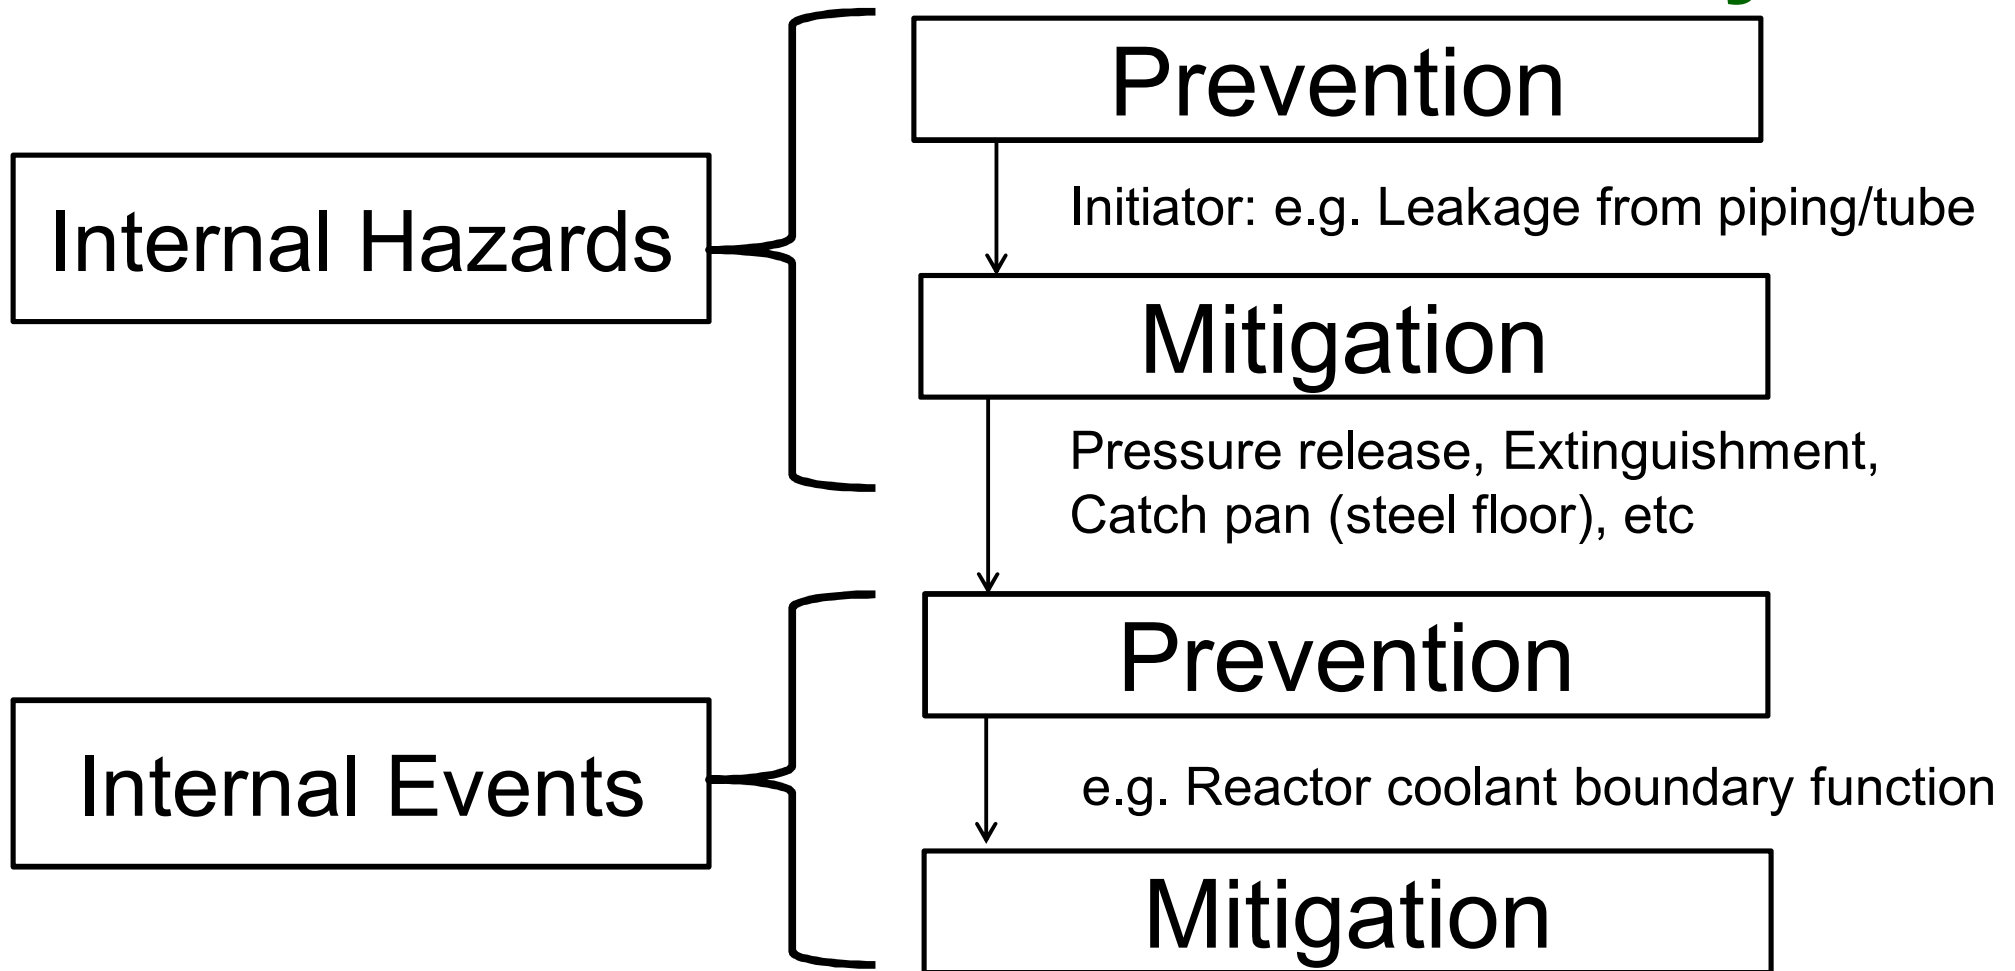 Prevention
Initiator: e.g. Leakage from piping/tube
Internal Hazards
Mitigation
Pressure release, Extinguishment,
Catch pan (steel floor), etc
Prevention
Internal Events
e.g. Reactor coolant boundary function
Mitigation